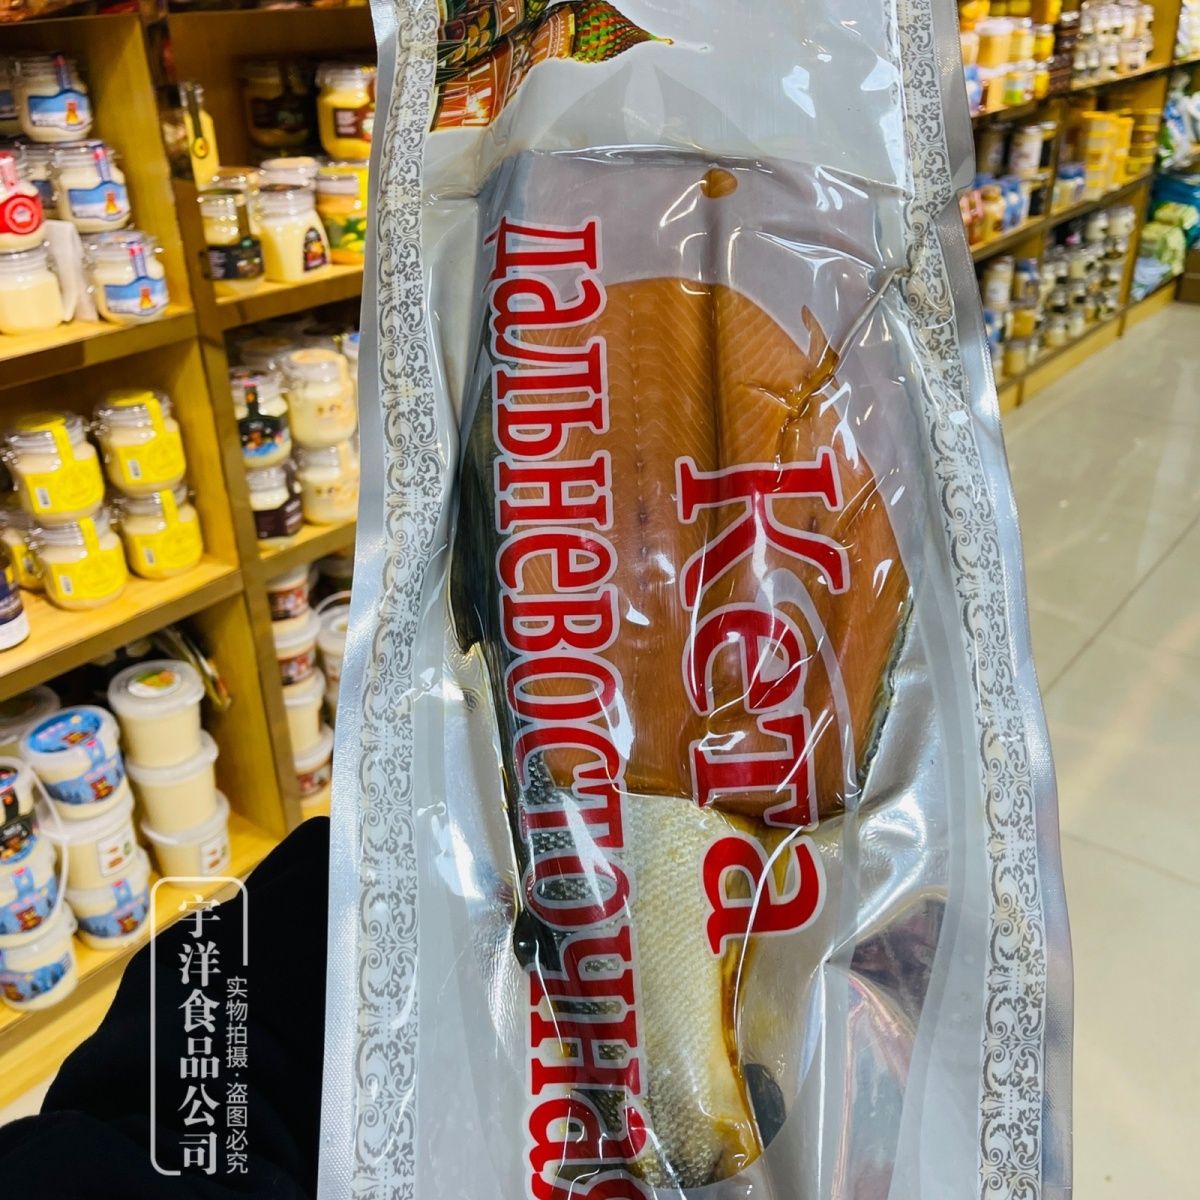 Дальневосточная
Кета
宇洋食品公司
实物拍摄·盗图必究